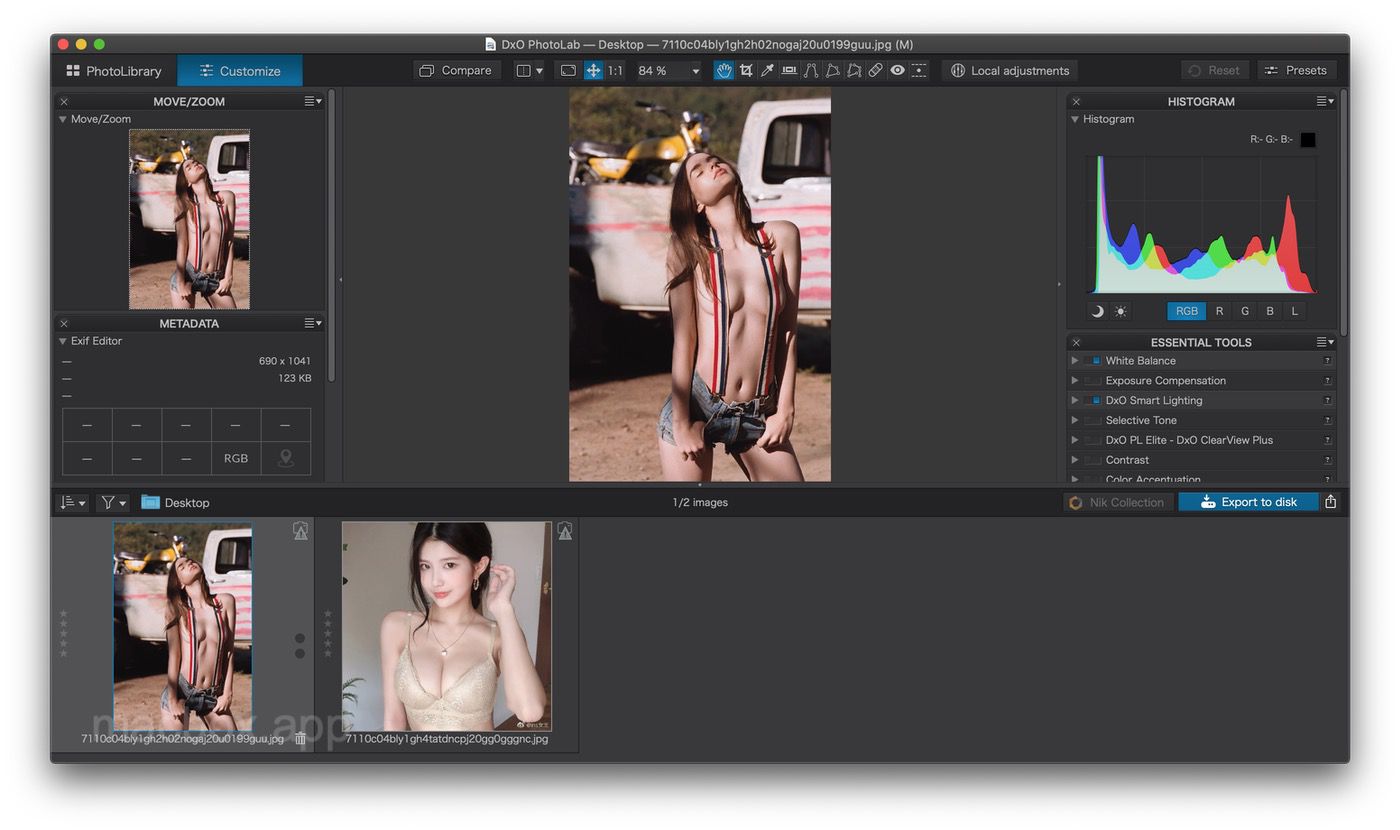 DxO PhotoLab — Desktop — 7110c04bly1gh2h02nogaj20u0199guu.jpg (M)
PhotoLibrary Customize Compare 1:1 84 % Local adjustments Reset Presets
MOVE/ZOOM
Move/Zoom
METADATA
Exif Editor
690 x 1041
123 KB
RGB
HISTOGRAM
Histogram
R:- G:- B:-
RGB R G B L
ESSENTIAL TOOLS
White Balance ?
Exposure Compensation ?
DxO Smart Lighting ?
Selective Tone ?
DxO PL Elite - DxO ClearView Plus ?
Contrast ?
Color Accentuation ?
Desktop 1/2 images Nik Collection Export to disk
7110c04bly1gh2h02nogaj20u0199guu.jpg 7110c04bly1gh4tatdncpj20gg0gggnc.jpg